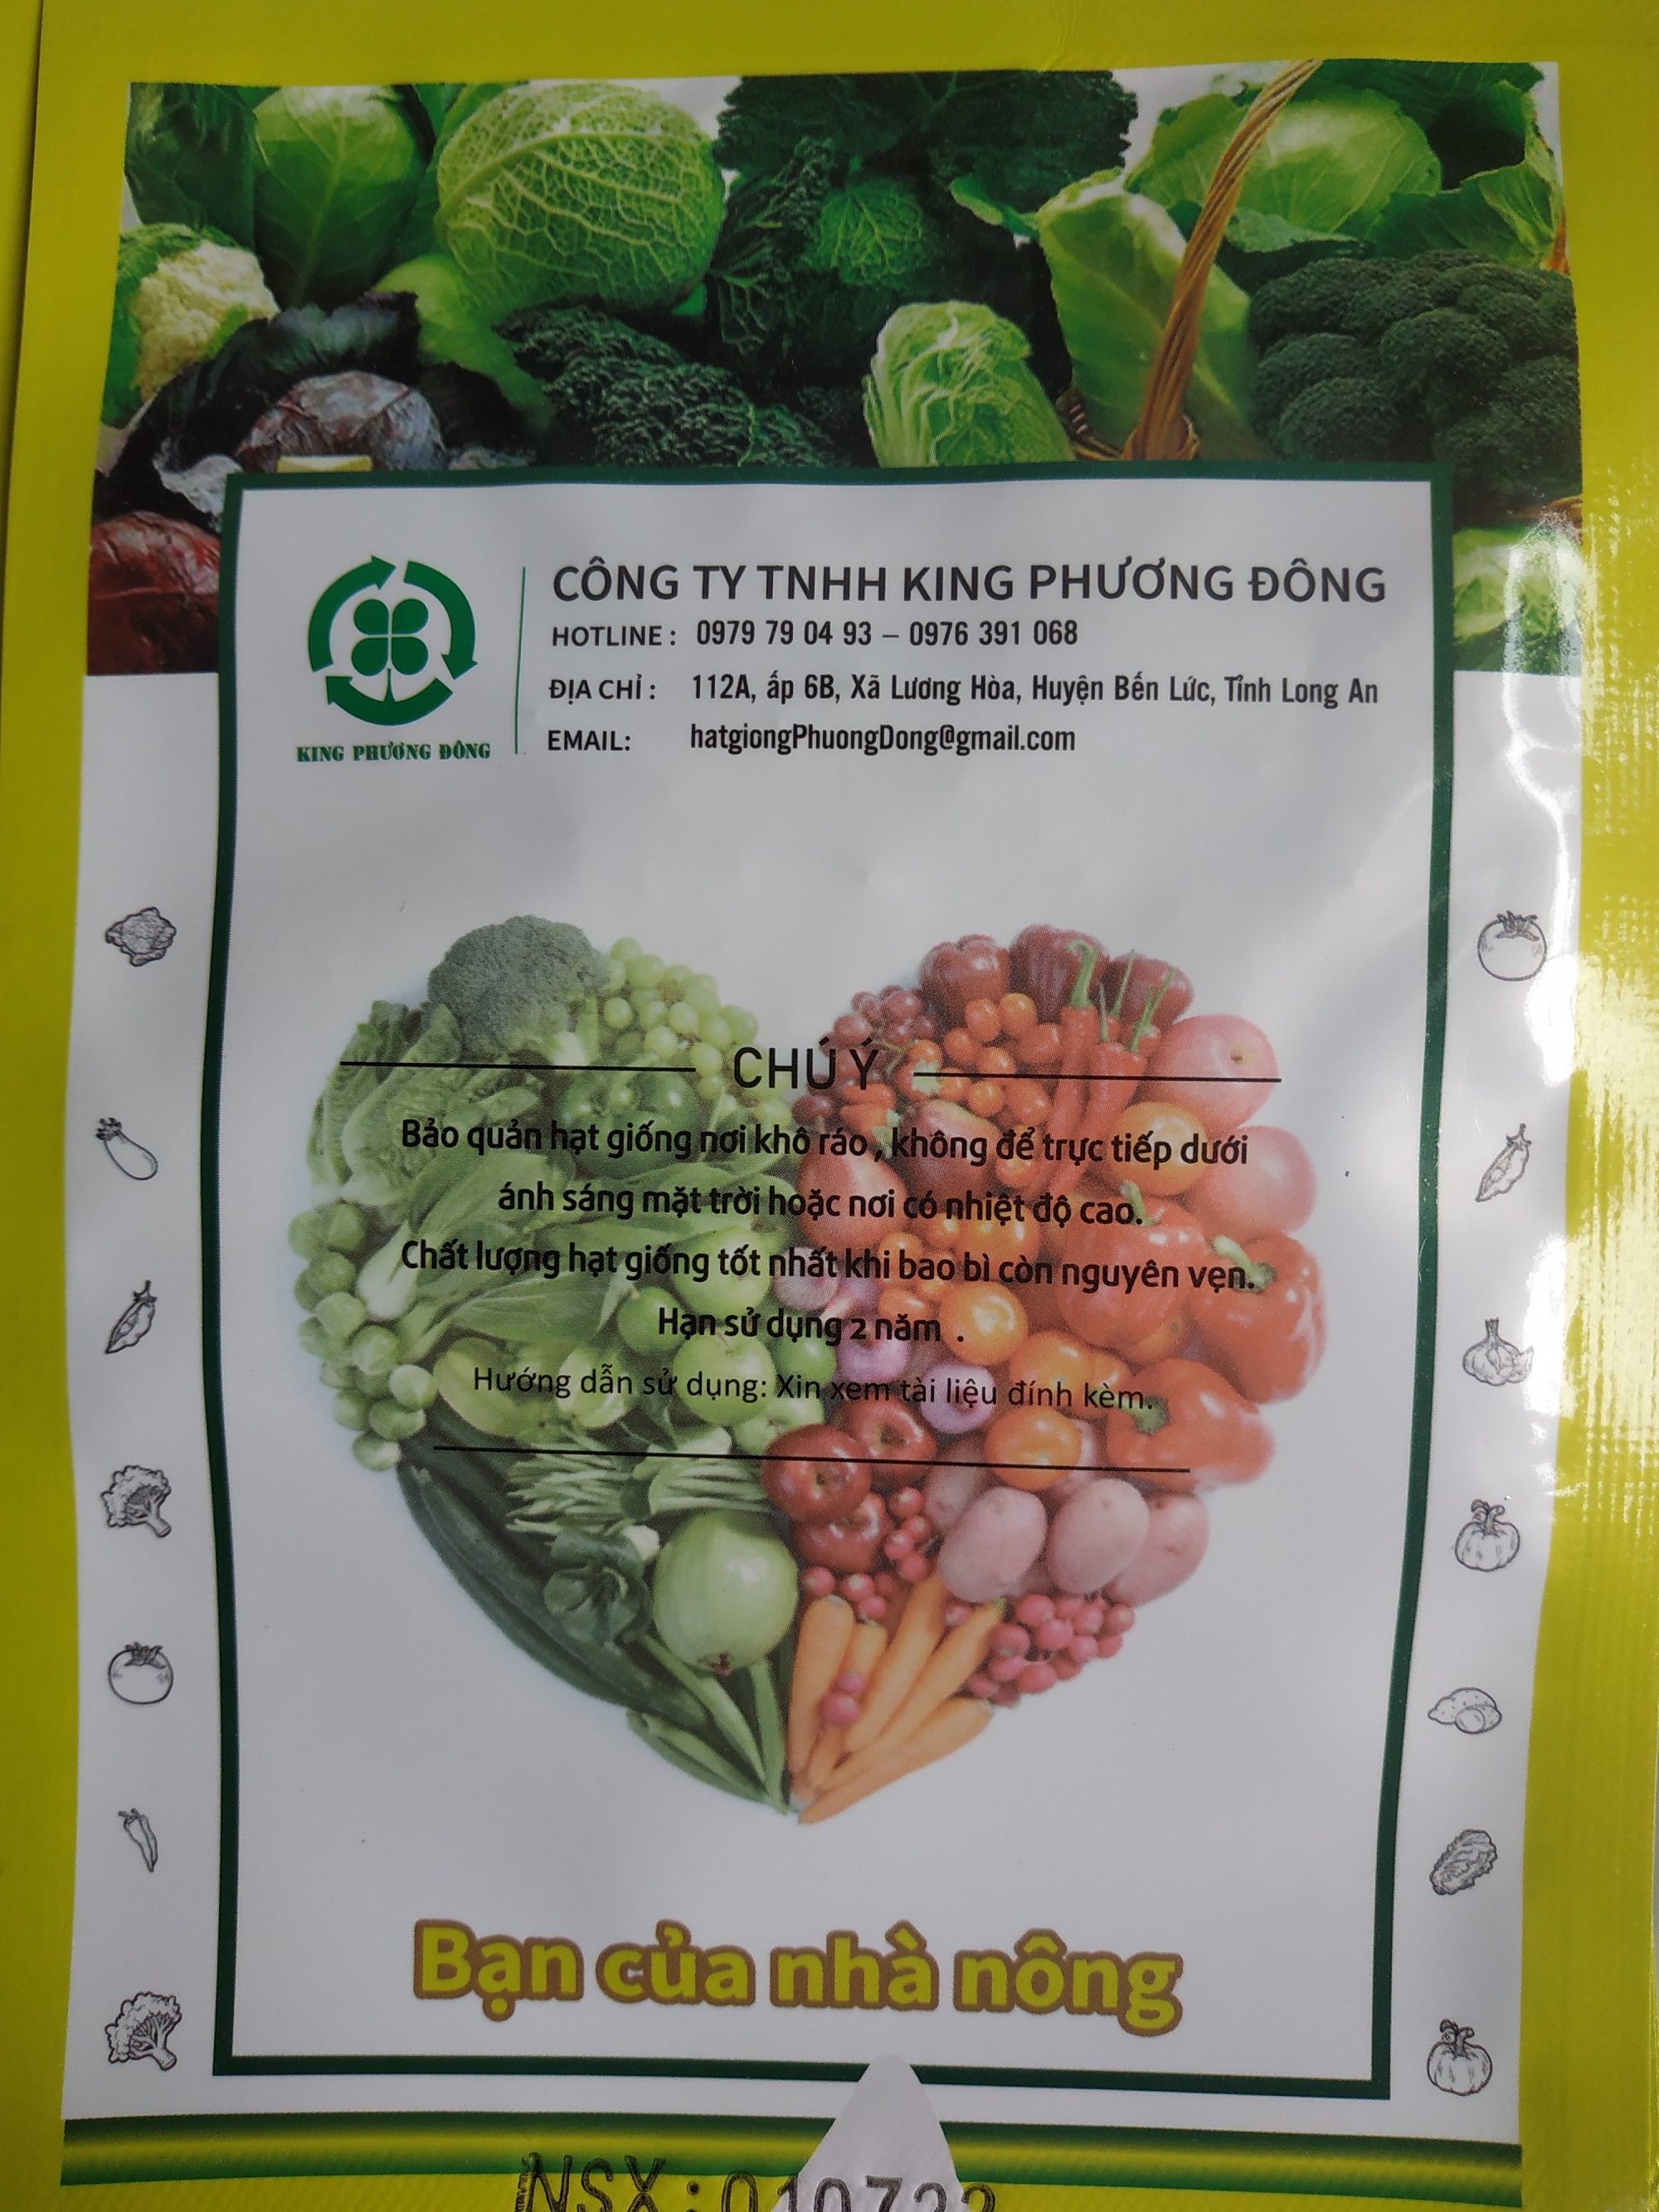 CÔNG TY TNHH KING PHƯƠNG ĐÔNG
HOTLINE : 0979 79 04 93 – 0976 391 068
ĐỊA CHỈ : 112A, ấp 6B, Xã Lương Hòa, Huyện Bến Lức, Tỉnh Long An
EMAIL: hatgiongPhuongDong@gmail.com
KING PHƯƠNG ĐÔNG
CHÚ Ý
Bảo quản hạt giống nơi khô ráo , không để trực tiếp dưới
ánh sáng mặt trời hoặc nơi có nhiệt độ cao.
Chất lượng hạt giống tốt nhất khi bao bì còn nguyên vẹn.
Hạn sử dụng 2 năm .
Hướng dẫn sử dụng: Xin xem tài liệu đính kèm.
Bạn của nhà nông
NSX: 010722